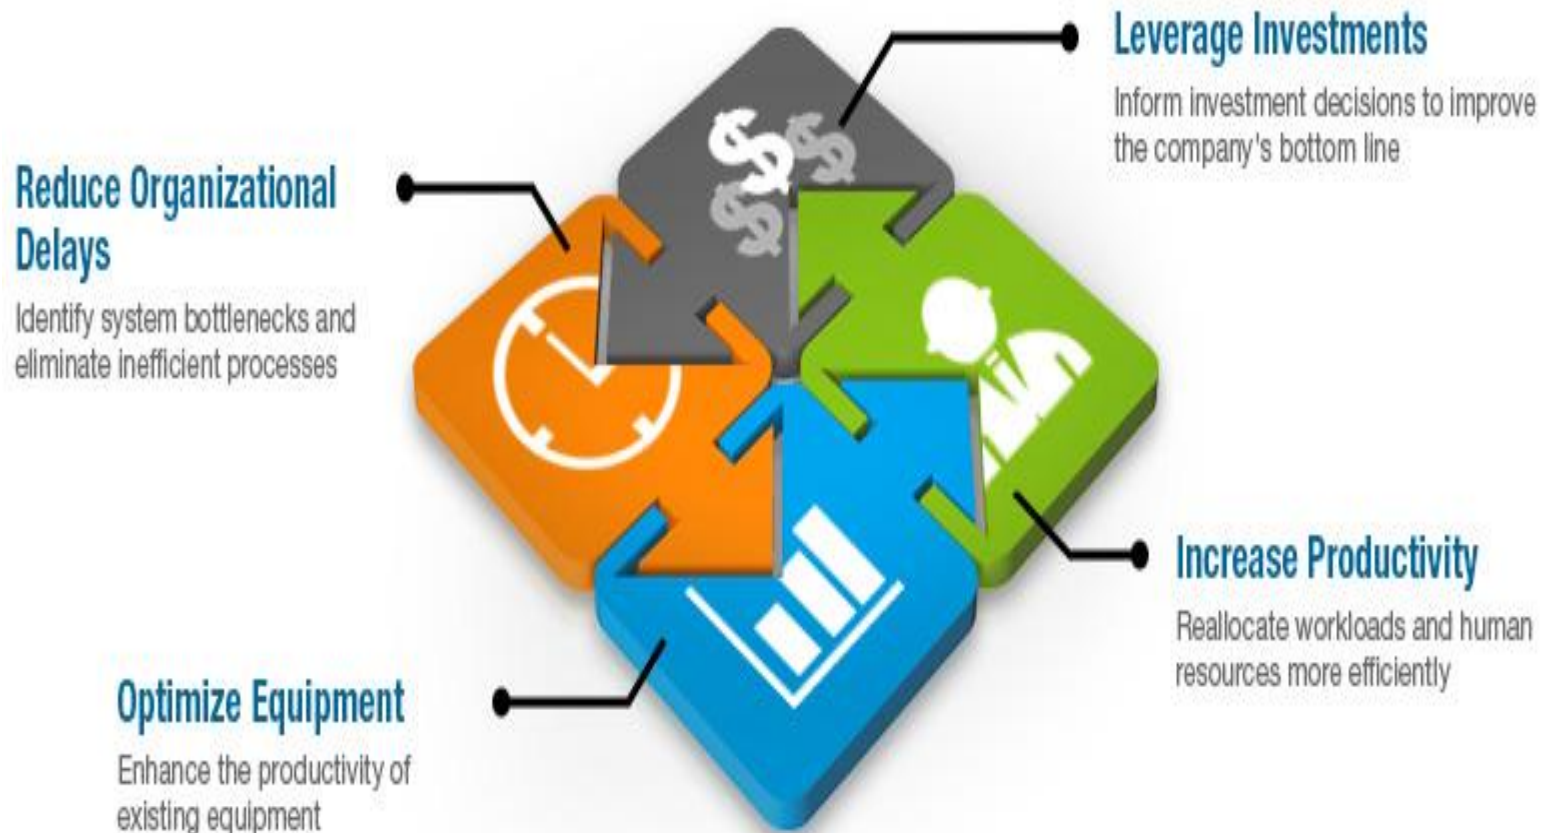 Leverage Investments
Inform investment decisions to improve
the company's bottom line
Reduce Organizational
Delays
Identify system bottlenecks and
eliminate inefficient processes
Increase Productivity
Reallocate workloads and human
resources more efficiently
Optimize Equipment
Enhance the productivity of
existing equipment